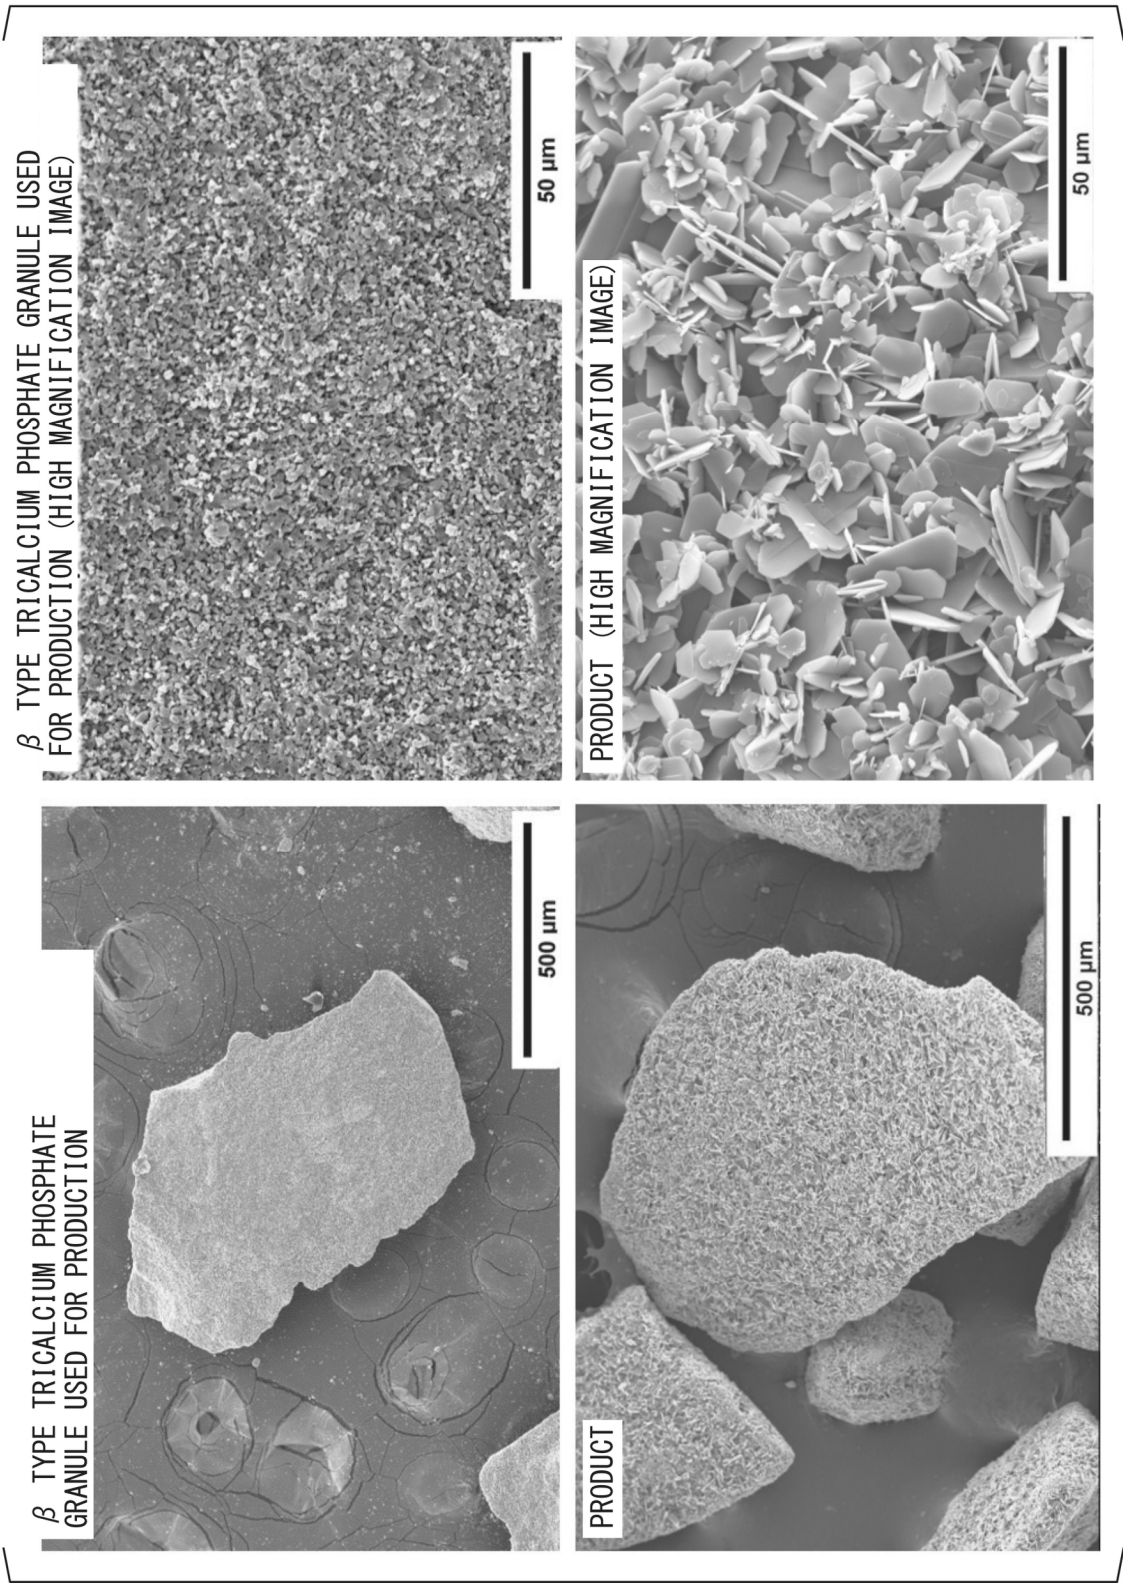 β TYPE TRICALCIUM PHOSPHATE
GRANULE USED FOR PRODUCTION
500 µm
β TYPE TRICALCIUM PHOSPHATE GRANULE USED
FOR PRODUCTION (HIGH MAGNIFICATION IMAGE)
50 µm
PRODUCT
500 µm
PRODUCT (HIGH MAGNIFICATION IMAGE)
50 µm